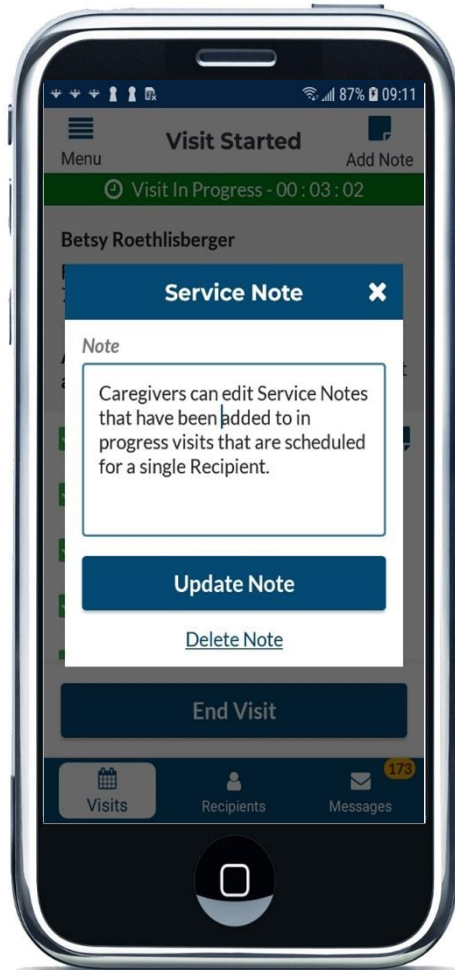 87% 09:11
Menu
Visit Started
Add Note
Visit In Progress - 00 : 03 : 02
Betsy Roethlisberger
Service Note
Note
Caregivers can edit Service Notes
that have been added to in
progress visits that are scheduled
for a single Recipient.
Update Note
Delete Note
End Visit
173
Visits
Recipients
Messages